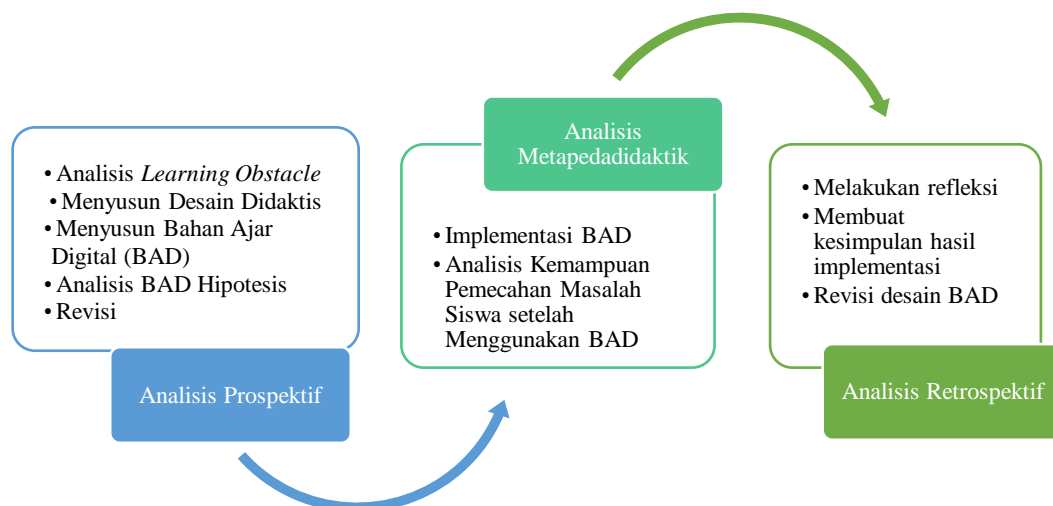 • Analisis Learning Obstacle
• Menyusun Desain Didaktis
• Menyusun Bahan Ajar
Digital (BAD)
• Analisis BAD Hipotesis
• Revisi
Analisis Prospektif
Analisis
Metapedadidaktik
• Implementasi BAD
• Analisis Kemampuan
Pemecahan Masalah
Siswa setelah
Menggunakan BAD
• Melakukan refleksi
• Membuat
kesimpulan hasil
implementasi
• Revisi desain BAD
Analisis Retrospektif